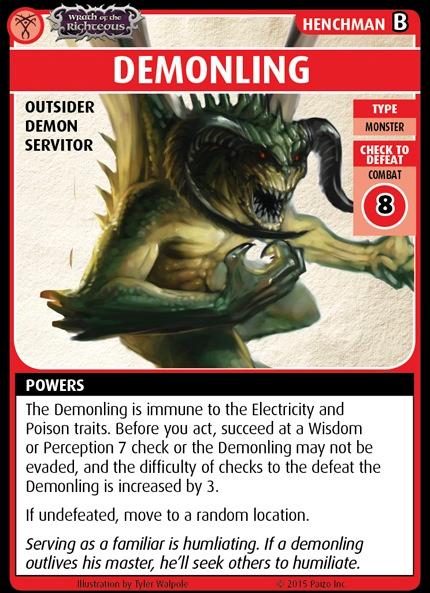 Wrath of the
Righteous
HENCHMAN B
DEMONLING
OUTSIDER
DEMON
SERVITOR
TYPE
MONSTER
CHECK TO
DEFEAT
COMBAT
8
POWERS
The Demonling is immune to the Electricity and
Poison traits. Before you act, succeed at a Wisdom
or Perception 7 check or the Demonling may not be
evaded, and the difficulty of checks to the defeat the
Demonling is increased by 3.
If undefeated, move to a random location.
Serving as a familiar is humliating. If a demonling
outlives his master, he’ll seek others to humiliate.
Illustration by Tyler Walpole
© 2015 Paizo Inc.